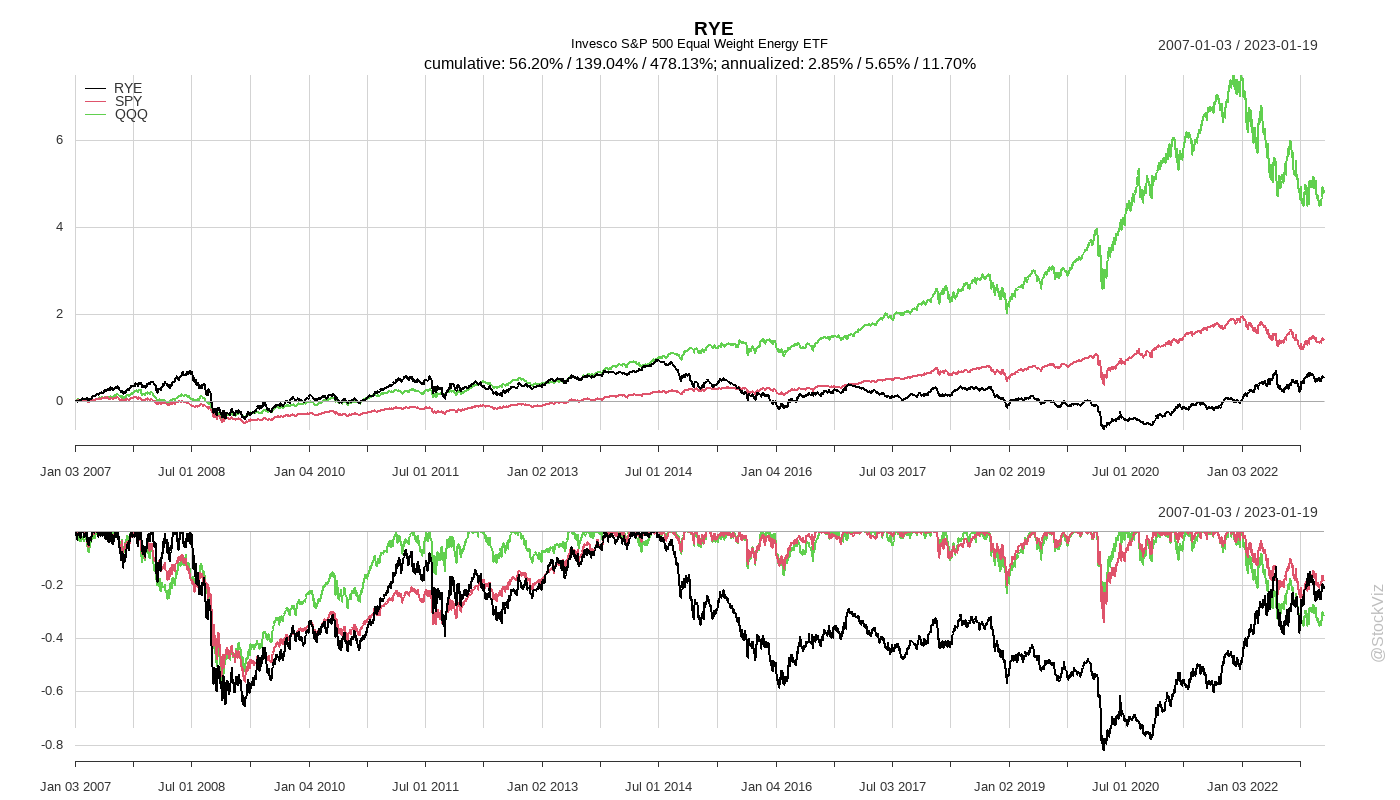 RYE
Invesco S&P 500 Equal Weight Energy ETF
2007-01-03 / 2023-01-19
cumulative: 56.20% / 139.04% / 478.13%; annualized: 2.85% / 5.65% / 11.70%
RYE
SPY
QQQ
6
4
2
0
Jan 03 2007 Jul 01 2008 Jan 04 2010 Jul 01 2011 Jan 02 2013 Jul 01 2014 Jan 04 2016 Jul 03 2017 Jan 02 2019 Jul 01 2020 Jan 03 2022
2007-01-03 / 2023-01-19
-0.2
-0.4
-0.6
-0.8
Jan 03 2007 Jul 01 2008 Jan 04 2010 Jul 01 2011 Jan 02 2013 Jul 01 2014 Jan 04 2016 Jul 03 2017 Jan 02 2019 Jul 01 2020 Jan 03 2022
@StockViz